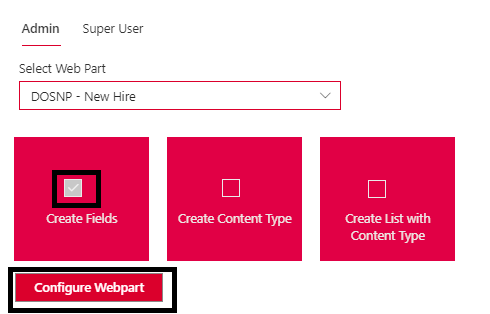 Admin Super User
Select Web Part
DOSNP - New Hire
Create Fields
Create Content Type
Create List with
Content Type
Configure Webpart